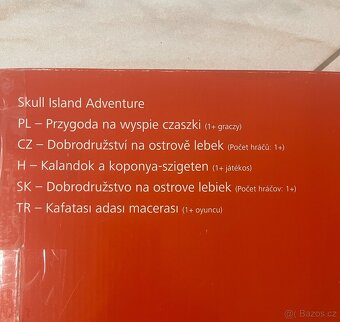 Skull Island Adventure
PL – Przygoda na wyspie czaszki (1+ graczy)
CZ – Dobrodružství na ostrově lebek (Počet hráčů: 1+)
H – Kalandok a koponya-szigeten (1+ játékos)
SK – Dobrodružstvo na ostrove lebiek (Počet hráčov: 1+)
TR – Kafatası adası macerası (1+ oyuncu)
© Bazos.cz